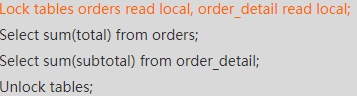 Lock tables orders read local, order_detail read local;
Select sum(total) from orders;
Select sum(subtotal) from order_detail;
Unlock tables;